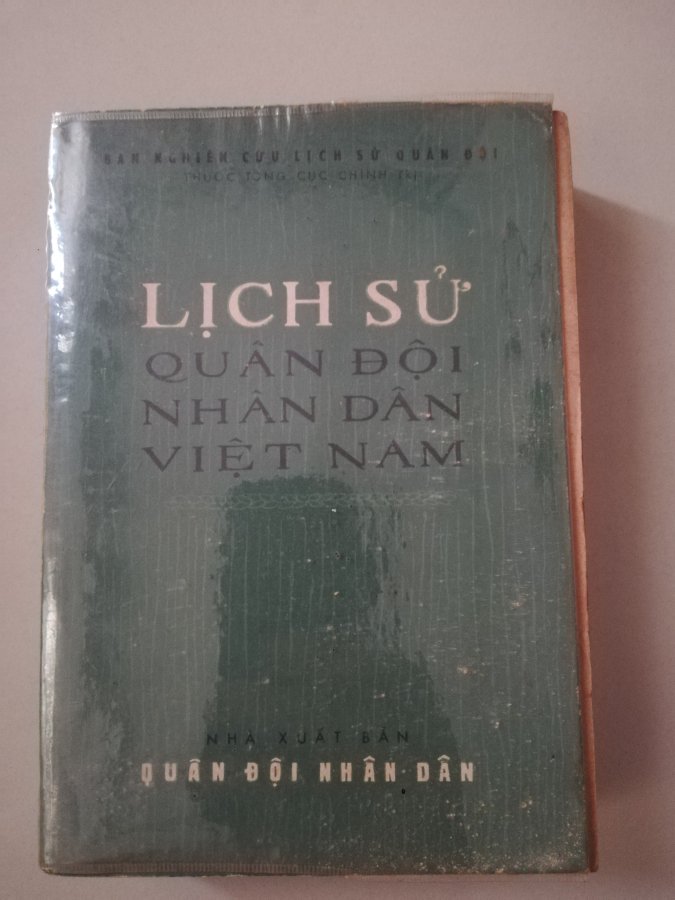 BAN NGHIÊN CỨU LỊCH SỬ QUÂN ĐỘI
THUỘC TỔNG CỤC CHÍNH TRỊ
LỊCH SỬ
QUÂN ĐỘI
NHÂN DÂN
VIỆT NAM
NHÀ XUẤT BẢN
QUÂN ĐỘI NHÂN DÂN